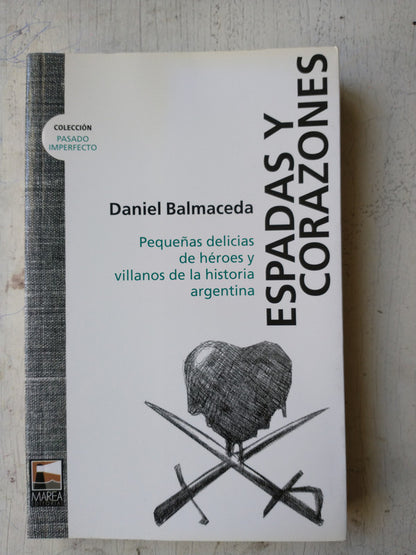 COLECCIÓN
PASADO
IMPERFECTO
ESPADAS Y
CORAZONES
Daniel Balmaceda
Pequeñas delicias
de héroes y
villanos de la historia
argentina
MAREA